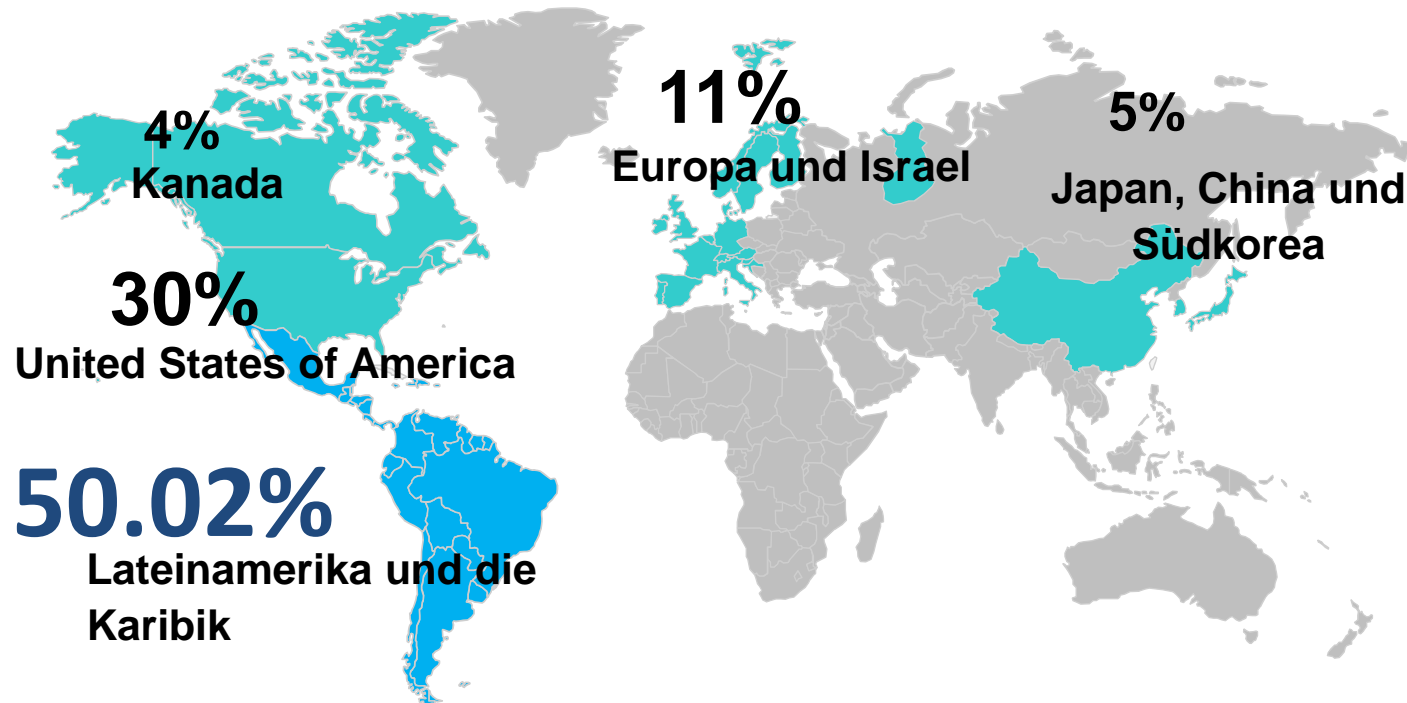 4%
Kanada
30%
United States of America
50.02%
Lateinamerika und die
Karibik
11%
Europa und Israel
5%
Japan, China und
Südkorea